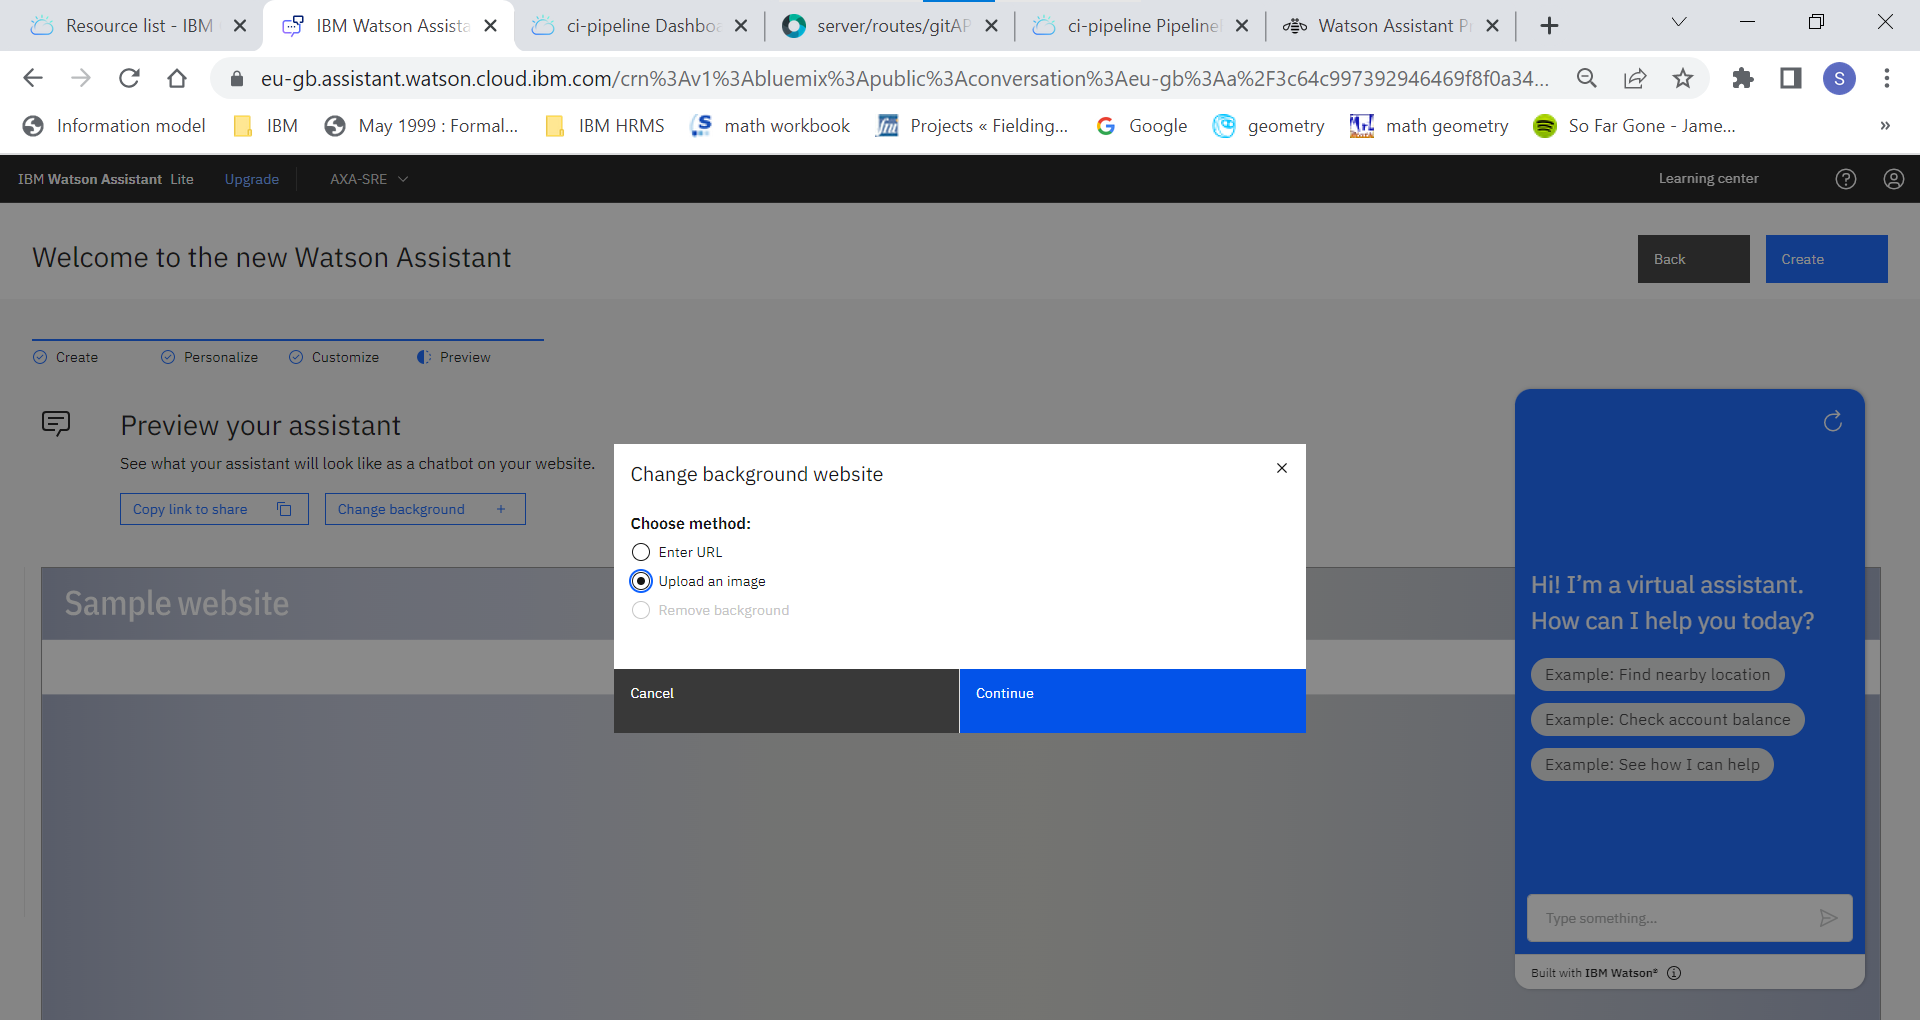 Resource list - IBM
IBM Watson Assista
ci-pipeline Dashboa
server/routes/gitAP
ci-pipeline Pipeline
Watson Assistant P
eu-gb.assistant.watson.cloud.ibm.com/crn%3Av1%3Abluemix%3Apublic%3Aconversation%3Aeu-gb%3Aa%2F3c64c997392946469f8f0a34...
S
Information model
IBM
May 1999 : Formal...
IBM HRMS
math workbook
Projects « Fielding...
Google
geometry
math geometry
So Far Gone - Jame...
»
IBM Watson Assistant Lite
Upgrade
AXA-SRE
Learning center
Welcome to the new Watson Assistant
Back
Create
Create
Personalize
Customize
Preview
Preview your assistant
See what your assistant will look like as a chatbot on your website.
Copy link to share
Change background +
Sample website
Change background website
Choose method:
Enter URL
Upload an image
Remove background
Cancel
Continue
Hi! I’m a virtual assistant.
How can I help you today?
Example: Find nearby location
Example: Check account balance
Example: See how I can help
Type something...
Built with IBM Watson®